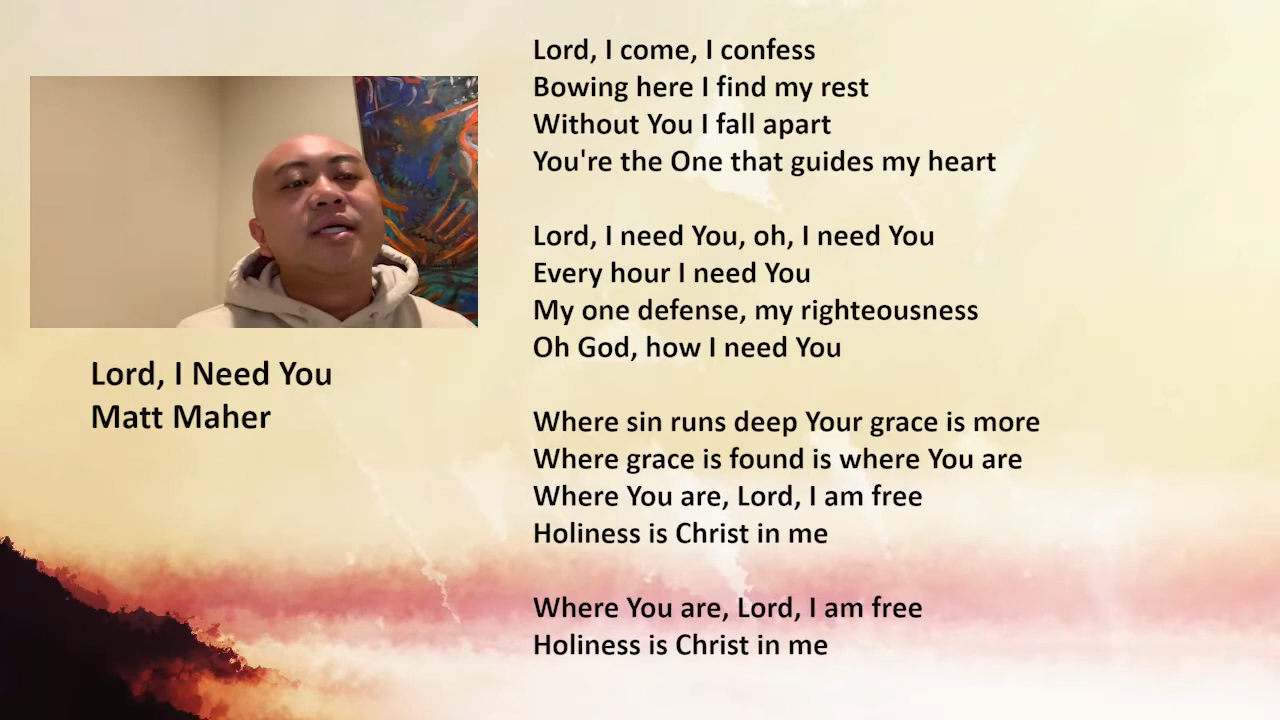 Lord, I Need You
Matt Maher
Lord, I come, I confess
Bowing here I find my rest
Without You I fall apart
You're the One that guides my heart
Lord, I need You, oh, I need You
Every hour I need You
My one defense, my righteousness
Oh God, how I need You
Where sin runs deep Your grace is more
Where grace is found is where You are
Where You are, Lord, I am free
Holiness is Christ in me
Where You are, Lord, I am free
Holiness is Christ in me